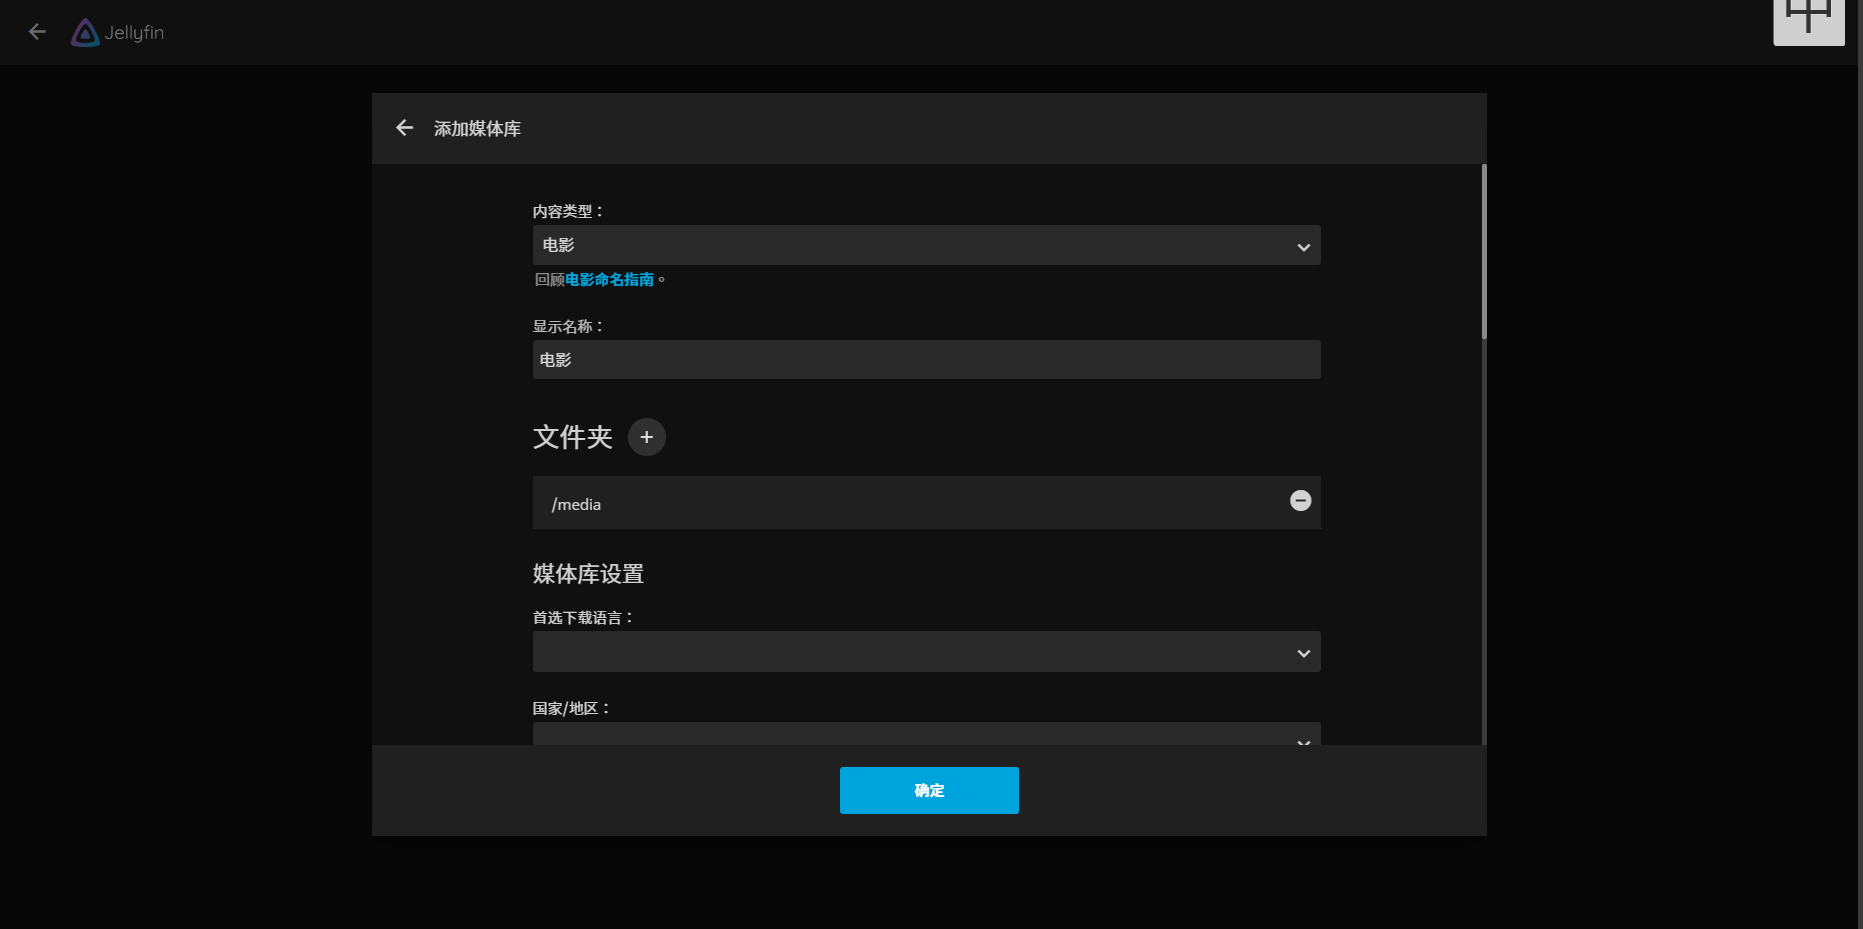 Jellyfin
中
添加媒体库
内容类型：
电影
回顾电影命名指南。
显示名称：
电影
文件夹
/media
媒体库设置
首选下载语言：
国家/地区：
确定